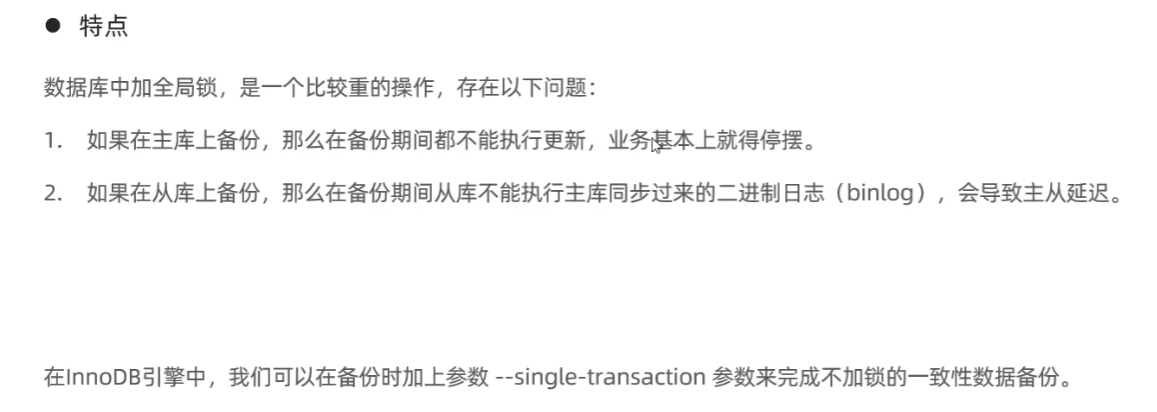 ● 特点
数据库中加全局锁，是一个比较重的操作，存在以下问题：
1. 如果在主库上备份，那么在备份期间都不能执行更新，业务基本上就得停摆。
2. 如果在从库上备份，那么在备份期间从库不能执行主库同步过来的二进制日志（binlog），会导致主从延迟。
在InnoDB引擎中，我们可以在备份时加上参数 --single-transaction 参数来完成不加锁的一致性数据备份。